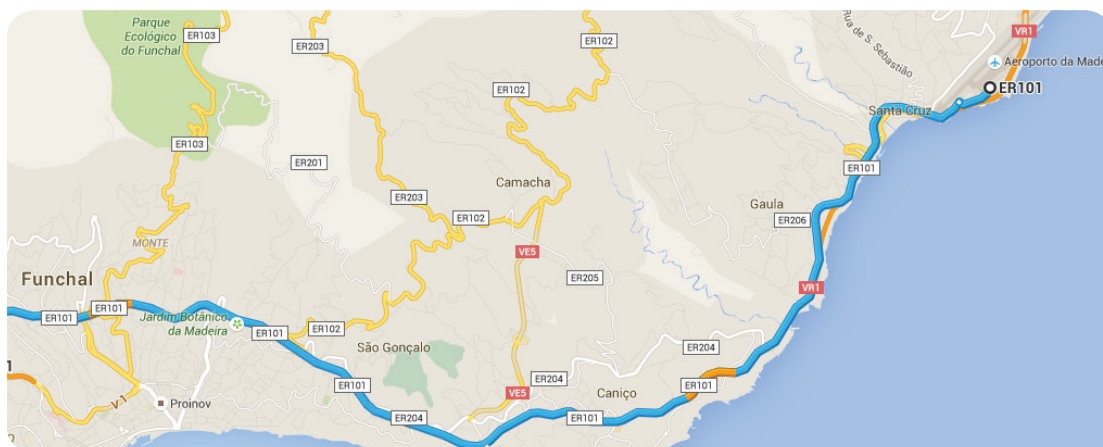 Parque
Ecológico
do Funchal
ER103
ER203
ER102
VR1
Rua de S. Sebastião
Aeroporto da Made
ER101
ER102
Santa Cruz
ER103
ER201
ER101
Camacha
ER203
Gaula
ER102
ER206
MONTE
VE5
ER205
Funchal
VR1
ER101
ER101
Jardim Botânico
da Madeira
ER101
ER102
São Gonçalo
ER204
1
ER204
ER101
ER101
VE5
Caniço
V 1
Proinov
ER204
ER101
O